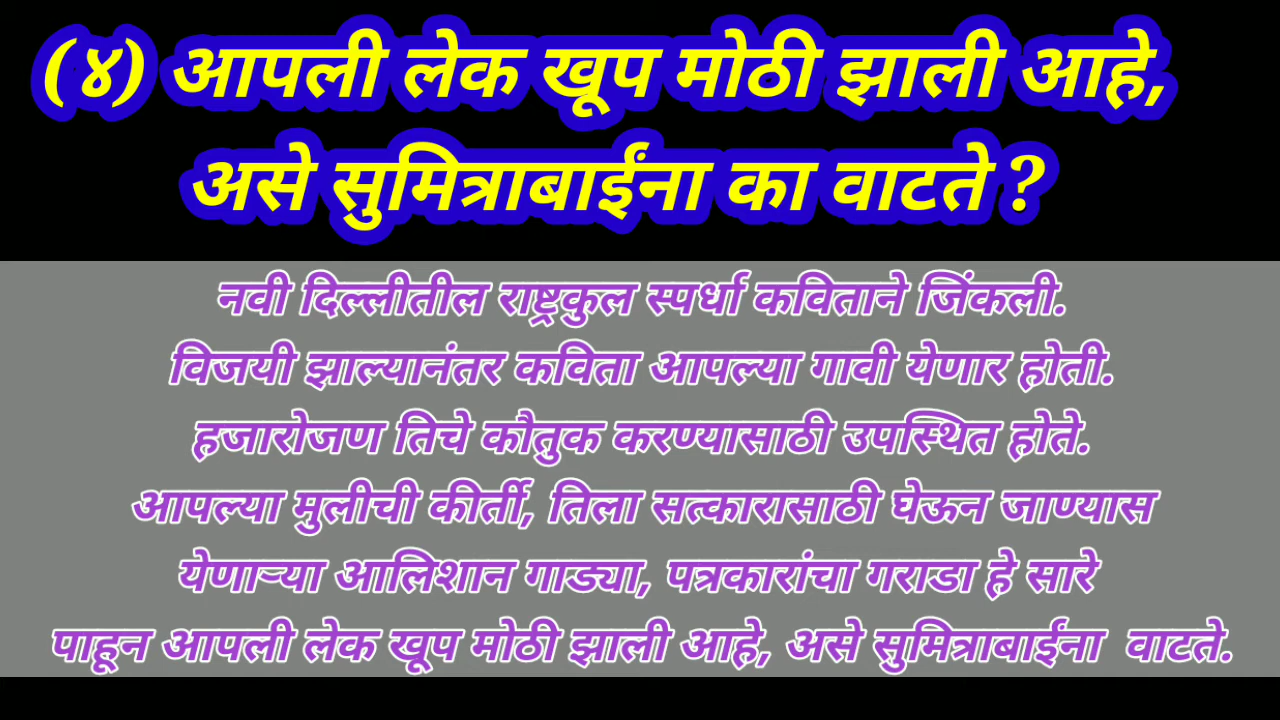 (४) आपली लेक खूप मोठी झाली आहे,
असे सुमित्राबाईंना का वाटते ?
नवी दिल्लीतील राष्ट्रकुल स्पर्धा कविताने जिंकली.
विजयी झाल्यानंतर कविता आपल्या गावी येणार होती.
हजारोजण तिचे कौतुक करण्यासाठी उपस्थित होते.
आपल्या मुलीची कीर्ती, तिला सत्कारासाठी घेऊन जाण्यास
येणाऱ्या आलिशान गाड्या, पत्रकारांचा गराडा हे सारे
पाहून आपली लेक खूप मोठी झाली आहे, असे सुमित्राबाईंना वाटते.